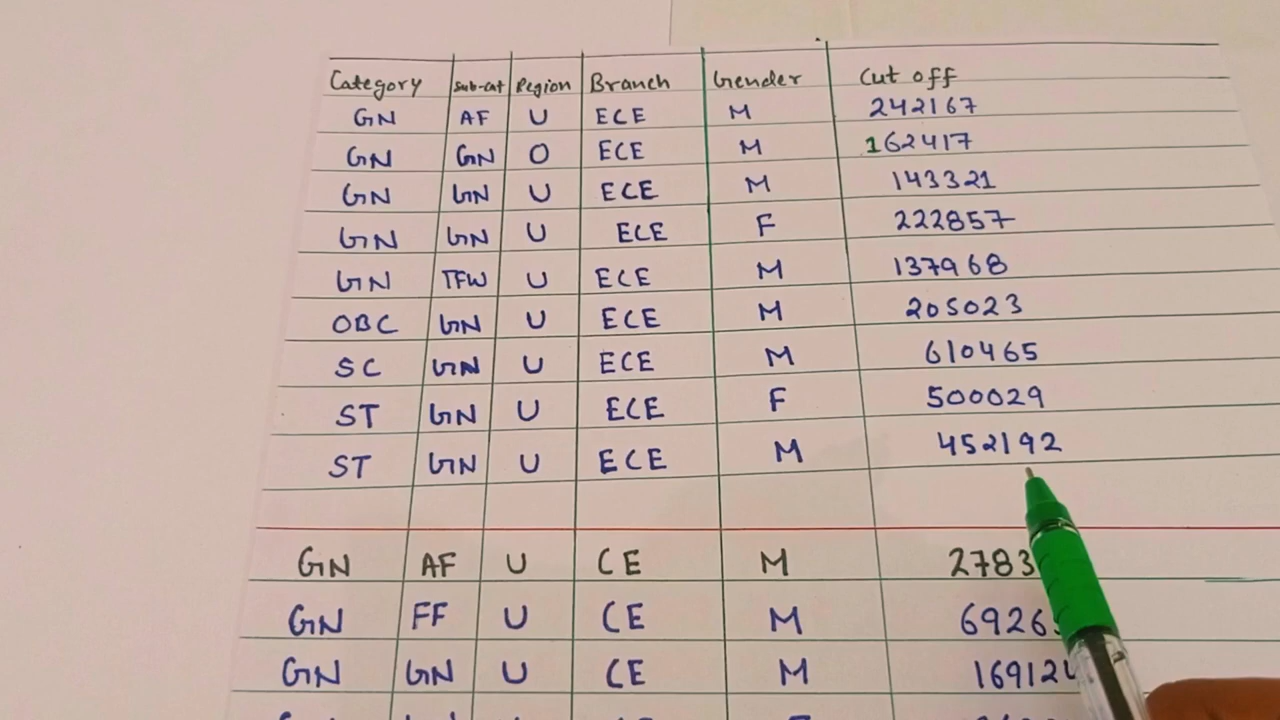 Category Sub-cat Region Branch Gender Cut off
GN AF U ECE M 242167
GN GN O ECE M 162417
GN GN U ECE M 143321
GN GN U ECE F 222857
GN TFW U ECE M 137968
OBC GN U ECE M 205023
SC GN U ECE M 610465
ST GN U ECE F 500029
ST GN U ECE M 452192
GN AF U CE M
GN FF U CE M
GN GN U CE M